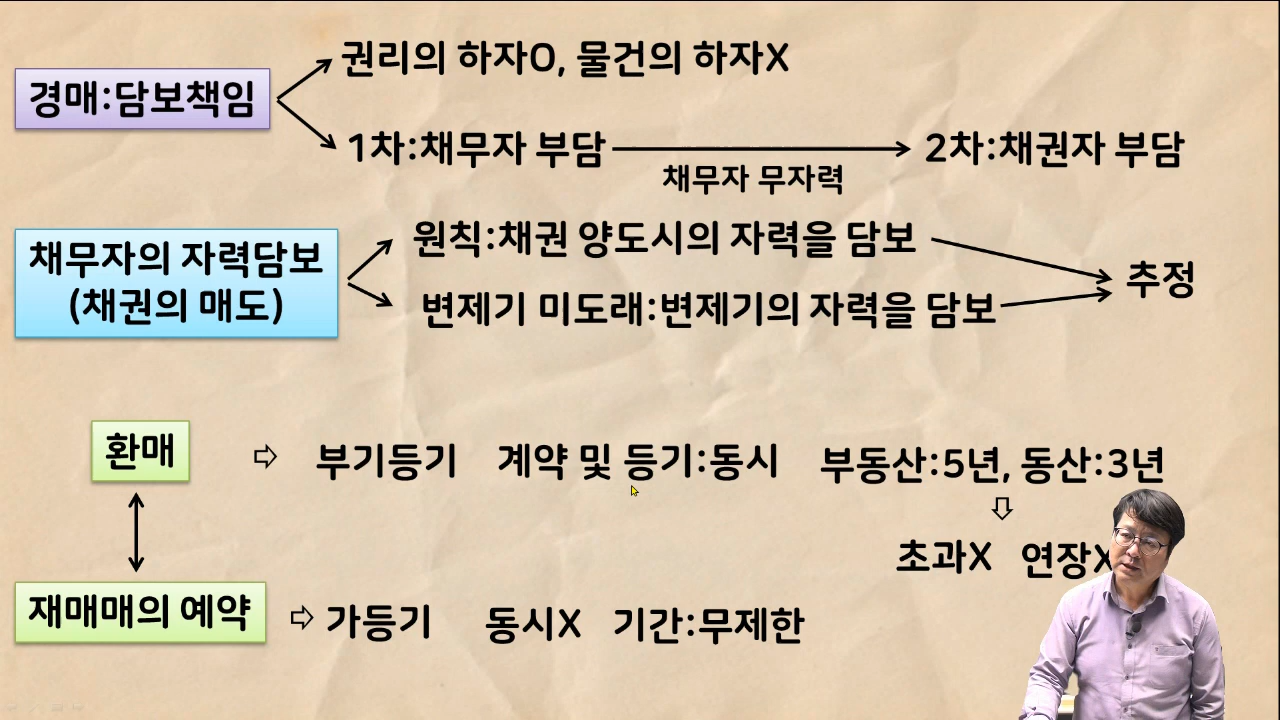 경매:담보책임
권리의 하자O, 물건의 하자X
1차:채무자 부담
채무자 무자력
2차:채권자 부담
채무자의 자력담보
(채권의 매도)
원칙:채권 양도시의 자력을 담보
변제기 미도래:변제기의 자력을 담보
추정
환매
부기등기 계약 및 등기:동시 부동산:5년, 동산:3년
초과X 연장X
재매매의 예약
가등기 동시X 기간:무제한